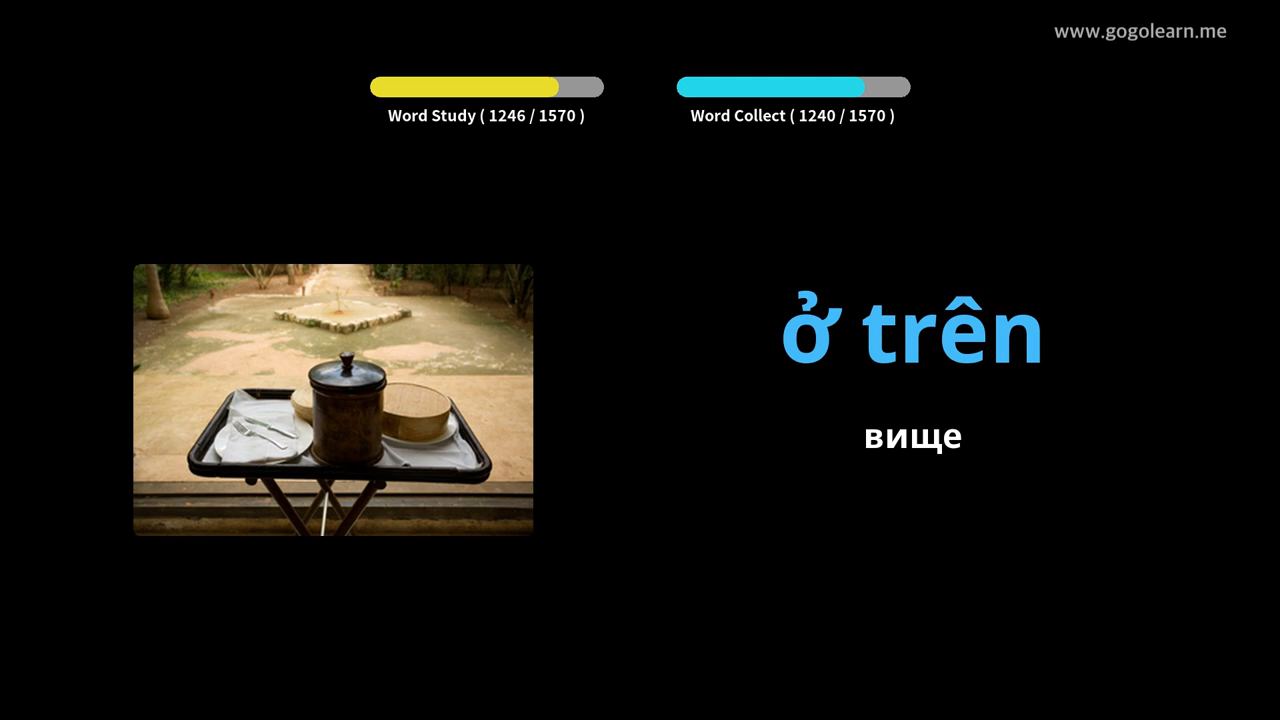 www.gogolearn.me
Word Study ( 1246 / 1570 )
Word Collect ( 1240 / 1570 )
ở trên
вище